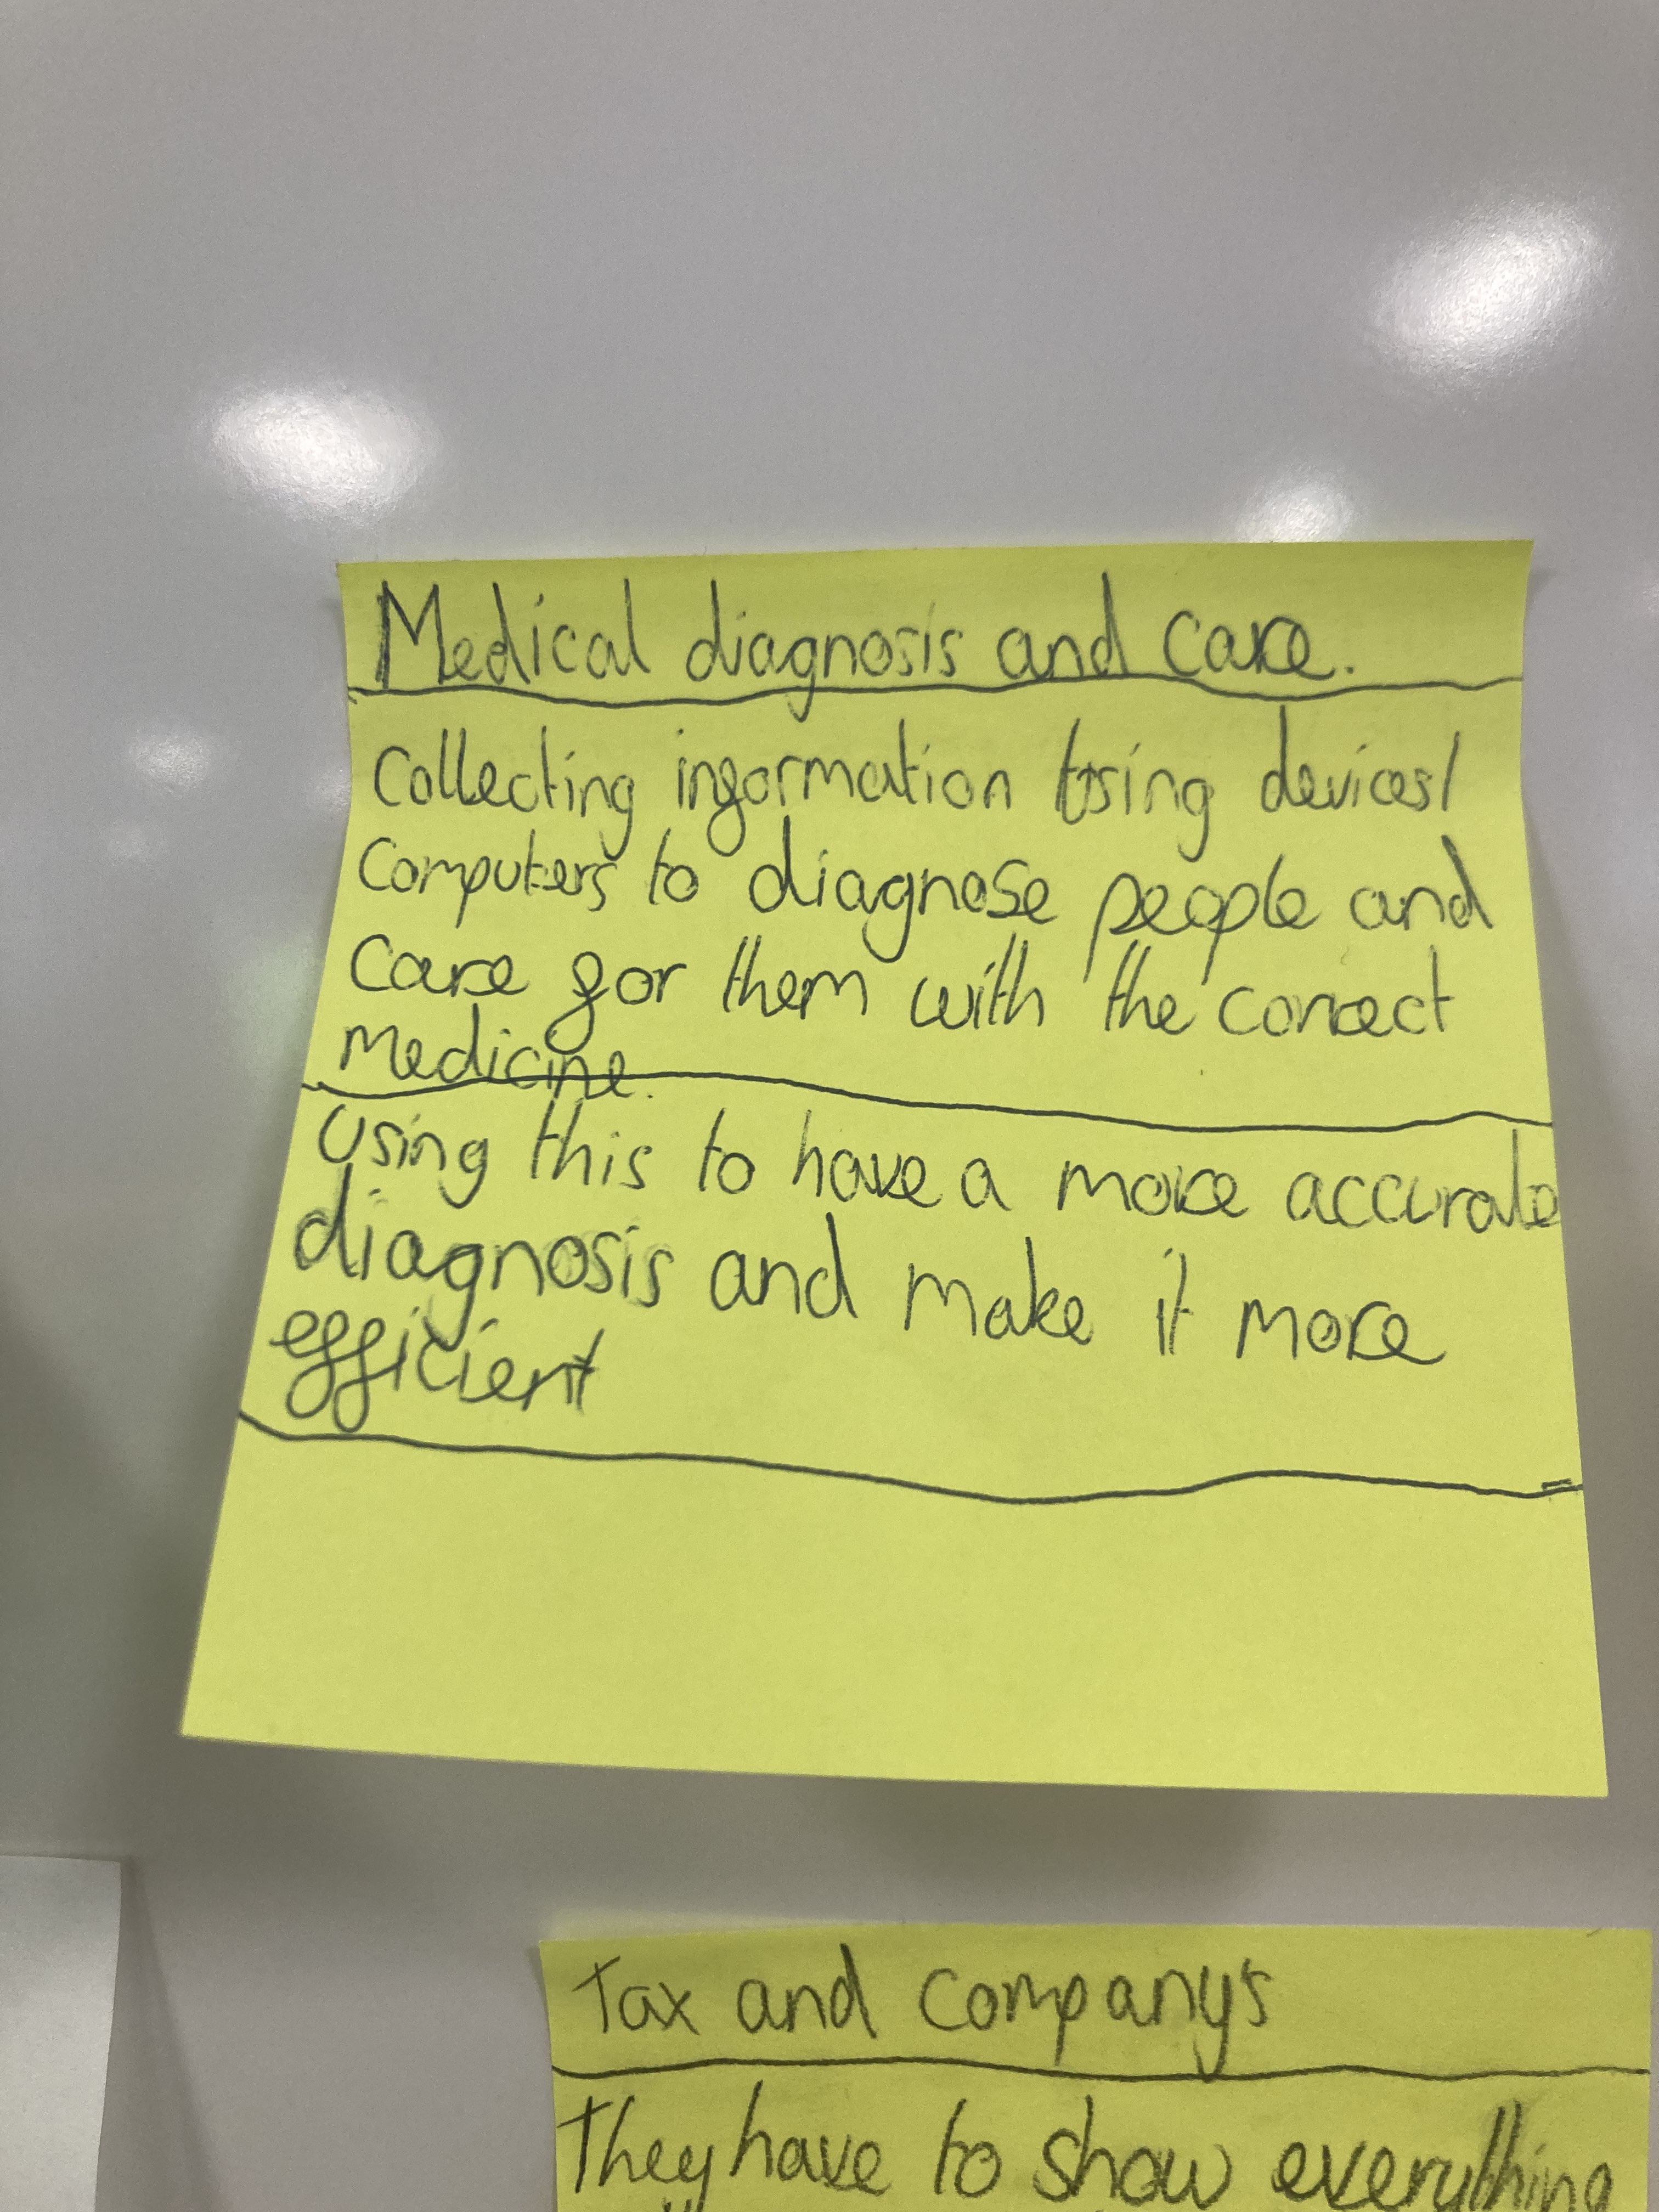 Medical diagnosis and care.
Collecting information using devices/
Computers to diagnose people and
Care for them with the correct
Medicine.
Using this to have a more accurate
diagnosis and make it more
efficient
Tax and companys
They have to show everything